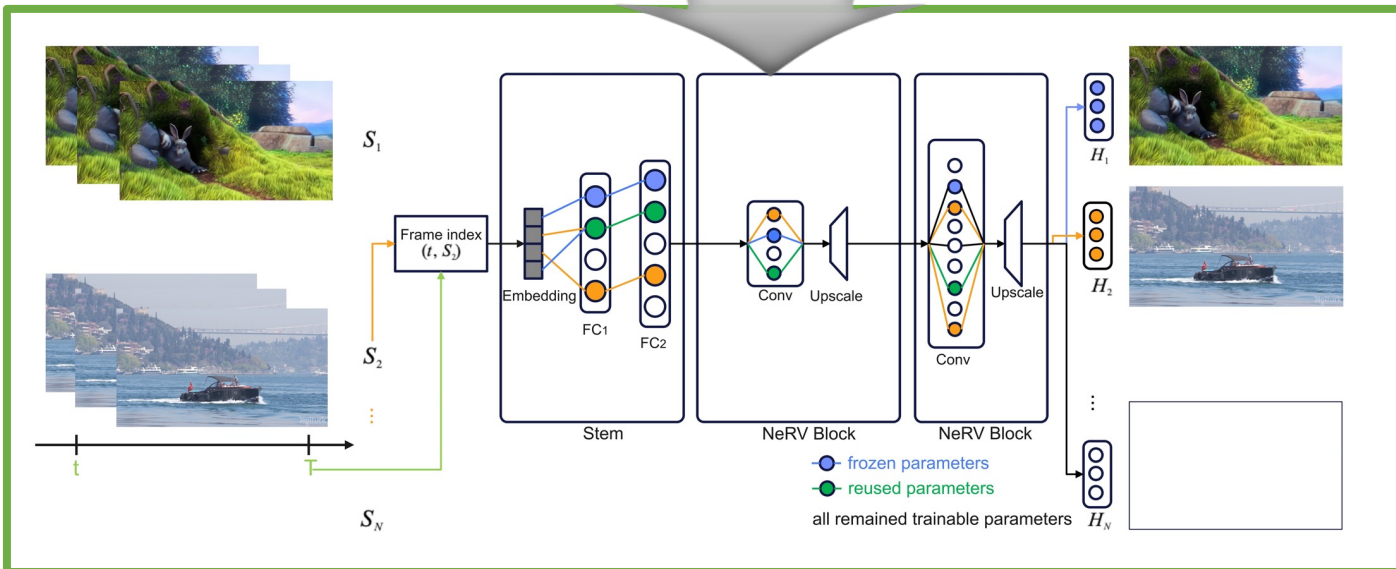 S1
Frame index
(t, S2)
Embedding
FC1
FC2
Conv
Upscale
Conv
Upscale
H1
H2
S2
...
...
Stem
NeRV Block
NeRV Block
t
T
frozen parameters
reused parameters
all remained trainable parameters
SN
HN